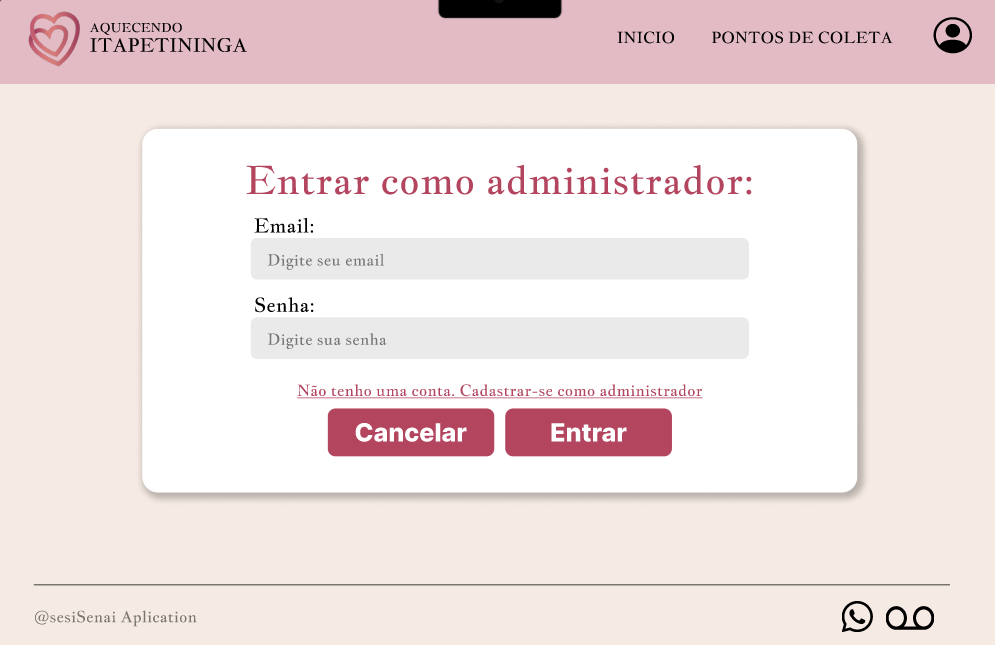 AQUECENDO
ITAPETININGA
INICIO
PONTOS DE COLETA
Entrar como administrador:
Email:
Digite seu email
Senha:
Digite sua senha
Não tenho uma conta. Cadastrar-se como administrador
Cancelar
Entrar
@sesiSenai Aplication